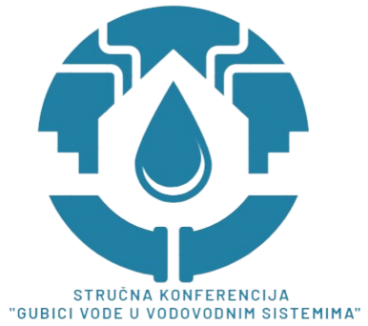 STRUČNA KONFERENCIJA
"GUBICI VODE U VODOVODNIM SISTEMIMA"